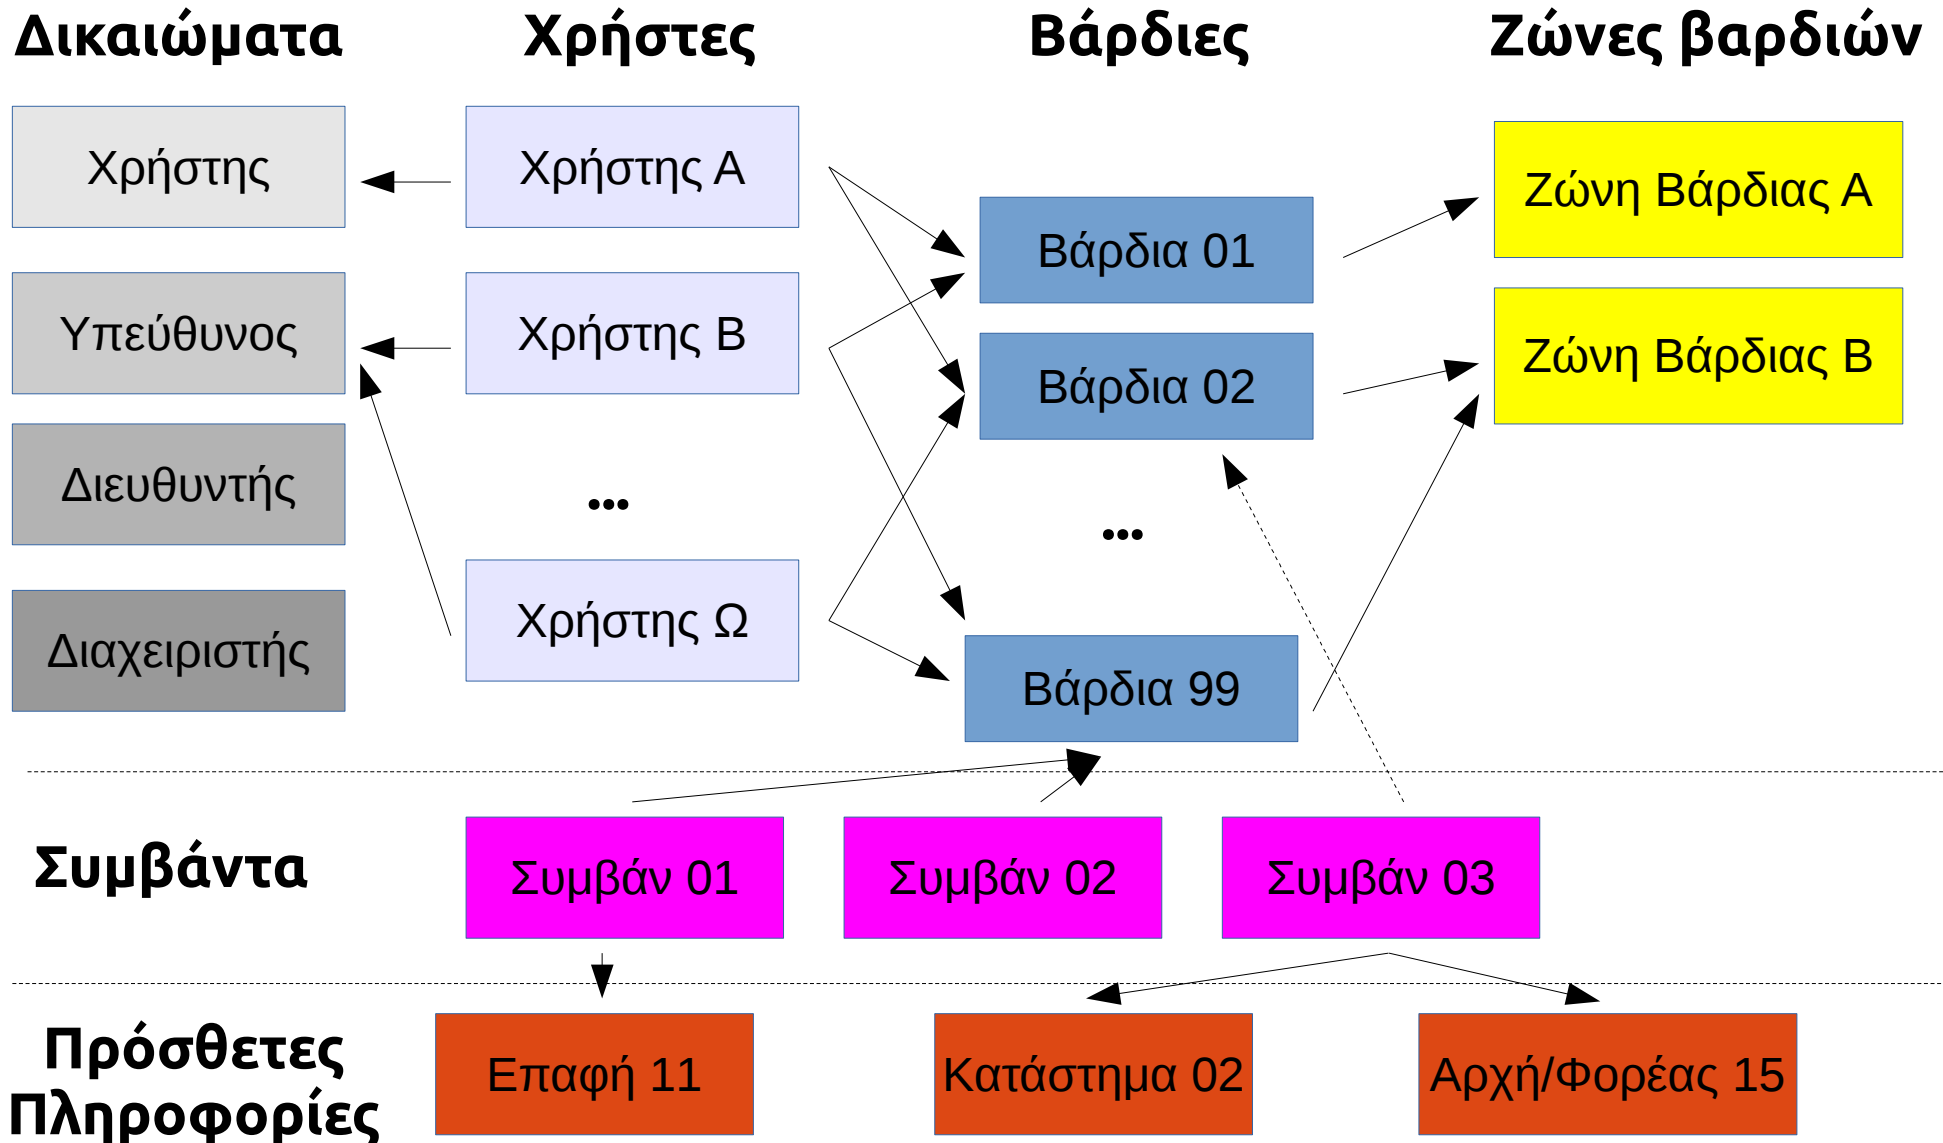 Δικαιώματα
Χρήστες
Βάρδιες
Ζώνες βαρδιών
Χρήστης
Χρήστης Α
Βάρδια 01
Ζώνη Βάρδιας Α
Υπεύθυνος
Χρήστης Β
Βάρδια 02
Ζώνη Βάρδιας Β
Διευθυντής
...
...
Διαχειριστής
Χρήστης Ω
Βάρδια 99
Συμβάντα
Συμβάν 01
Συμβάν 02
Συμβάν 03
Πρόσθετες
Πληροφορίες
Επαφή 11
Κατάστημα 02
Αρχή/Φορέας 15